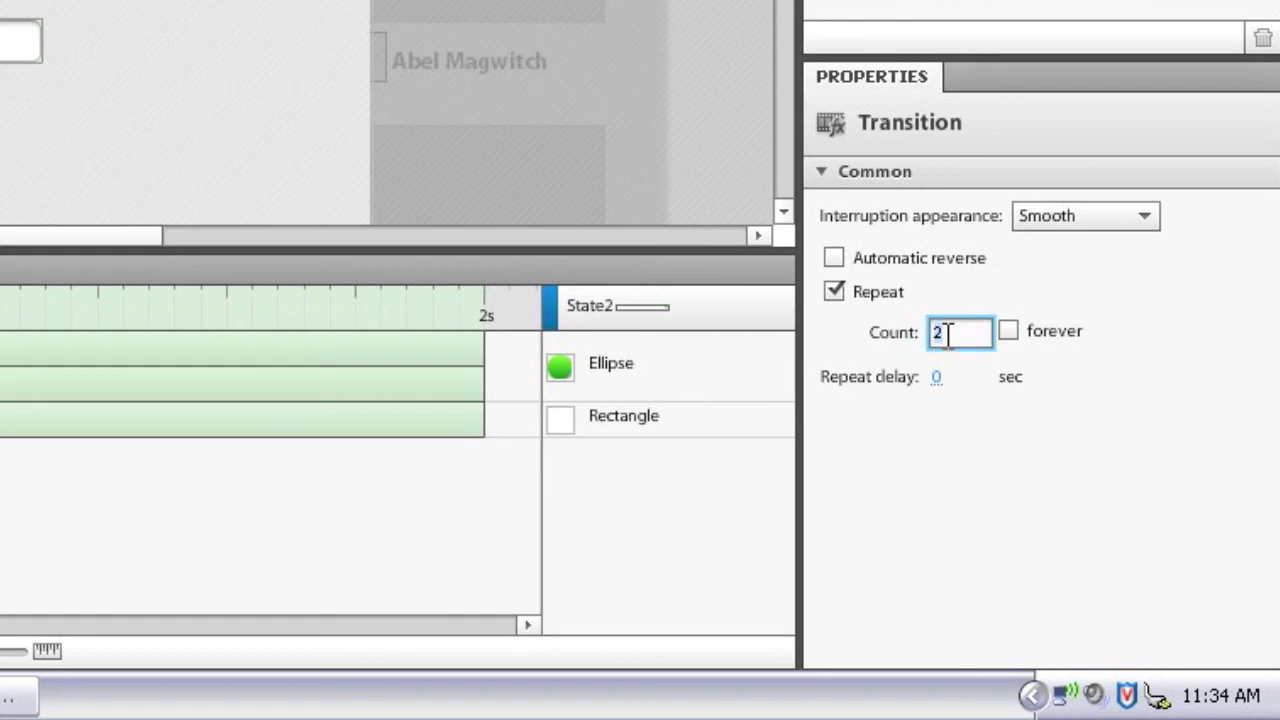 Abel Magwitch
PROPERTIES
Transition
Common
Interruption appearance: Smooth
Automatic reverse
Repeat
Count: 2 forever
Repeat delay: 0 sec
2s
State2
Ellipse
Rectangle
..
11:34 AM